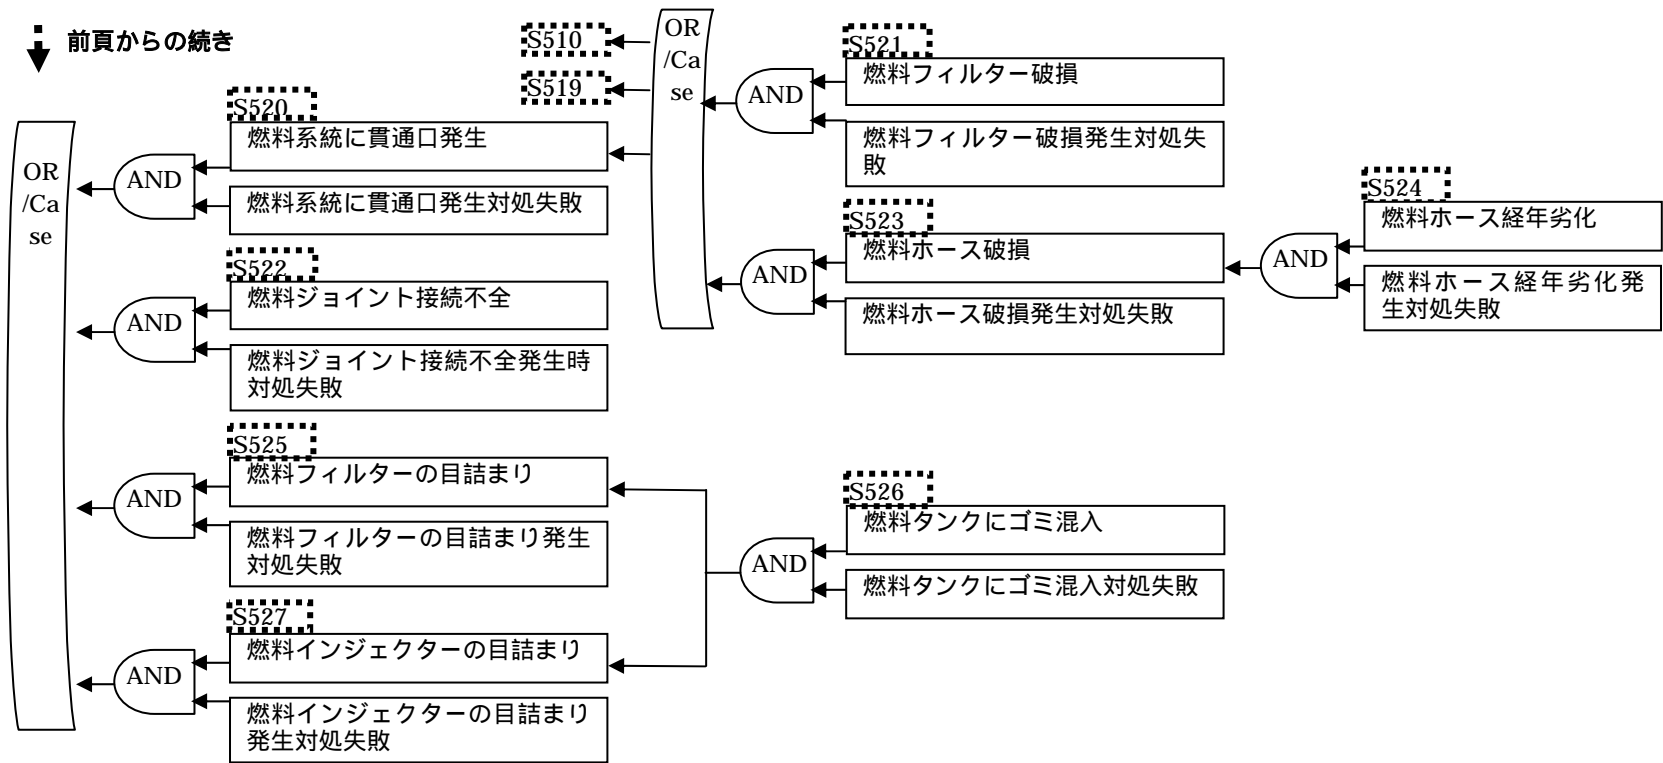 前頁からの続き
OR
/Ca
se
AND
S520
燃料系統に貫通口発生
燃料系統に貫通口発生対処失敗
AND
S522
燃料ジョイント接続不全
燃料ジョイント接続不全発生時
対処失敗
AND
S525
燃料フィルターの目詰まり
燃料フィルターの目詰まり発生
対処失敗
AND
S527
燃料インジェクターの目詰まり
燃料インジェクターの目詰まり
発生対処失敗
S510
S519
OR
/Ca
se
AND
S521
燃料フィルター破損
燃料フィルター破損発生対処失
敗
AND
S523
燃料ホース破損
燃料ホース破損発生対処失敗
AND
S524
燃料ホース経年劣化
燃料ホース経年劣化発
生対処失敗
AND
S526
燃料タンクにゴミ混入
燃料タンクにゴミ混入対処失敗